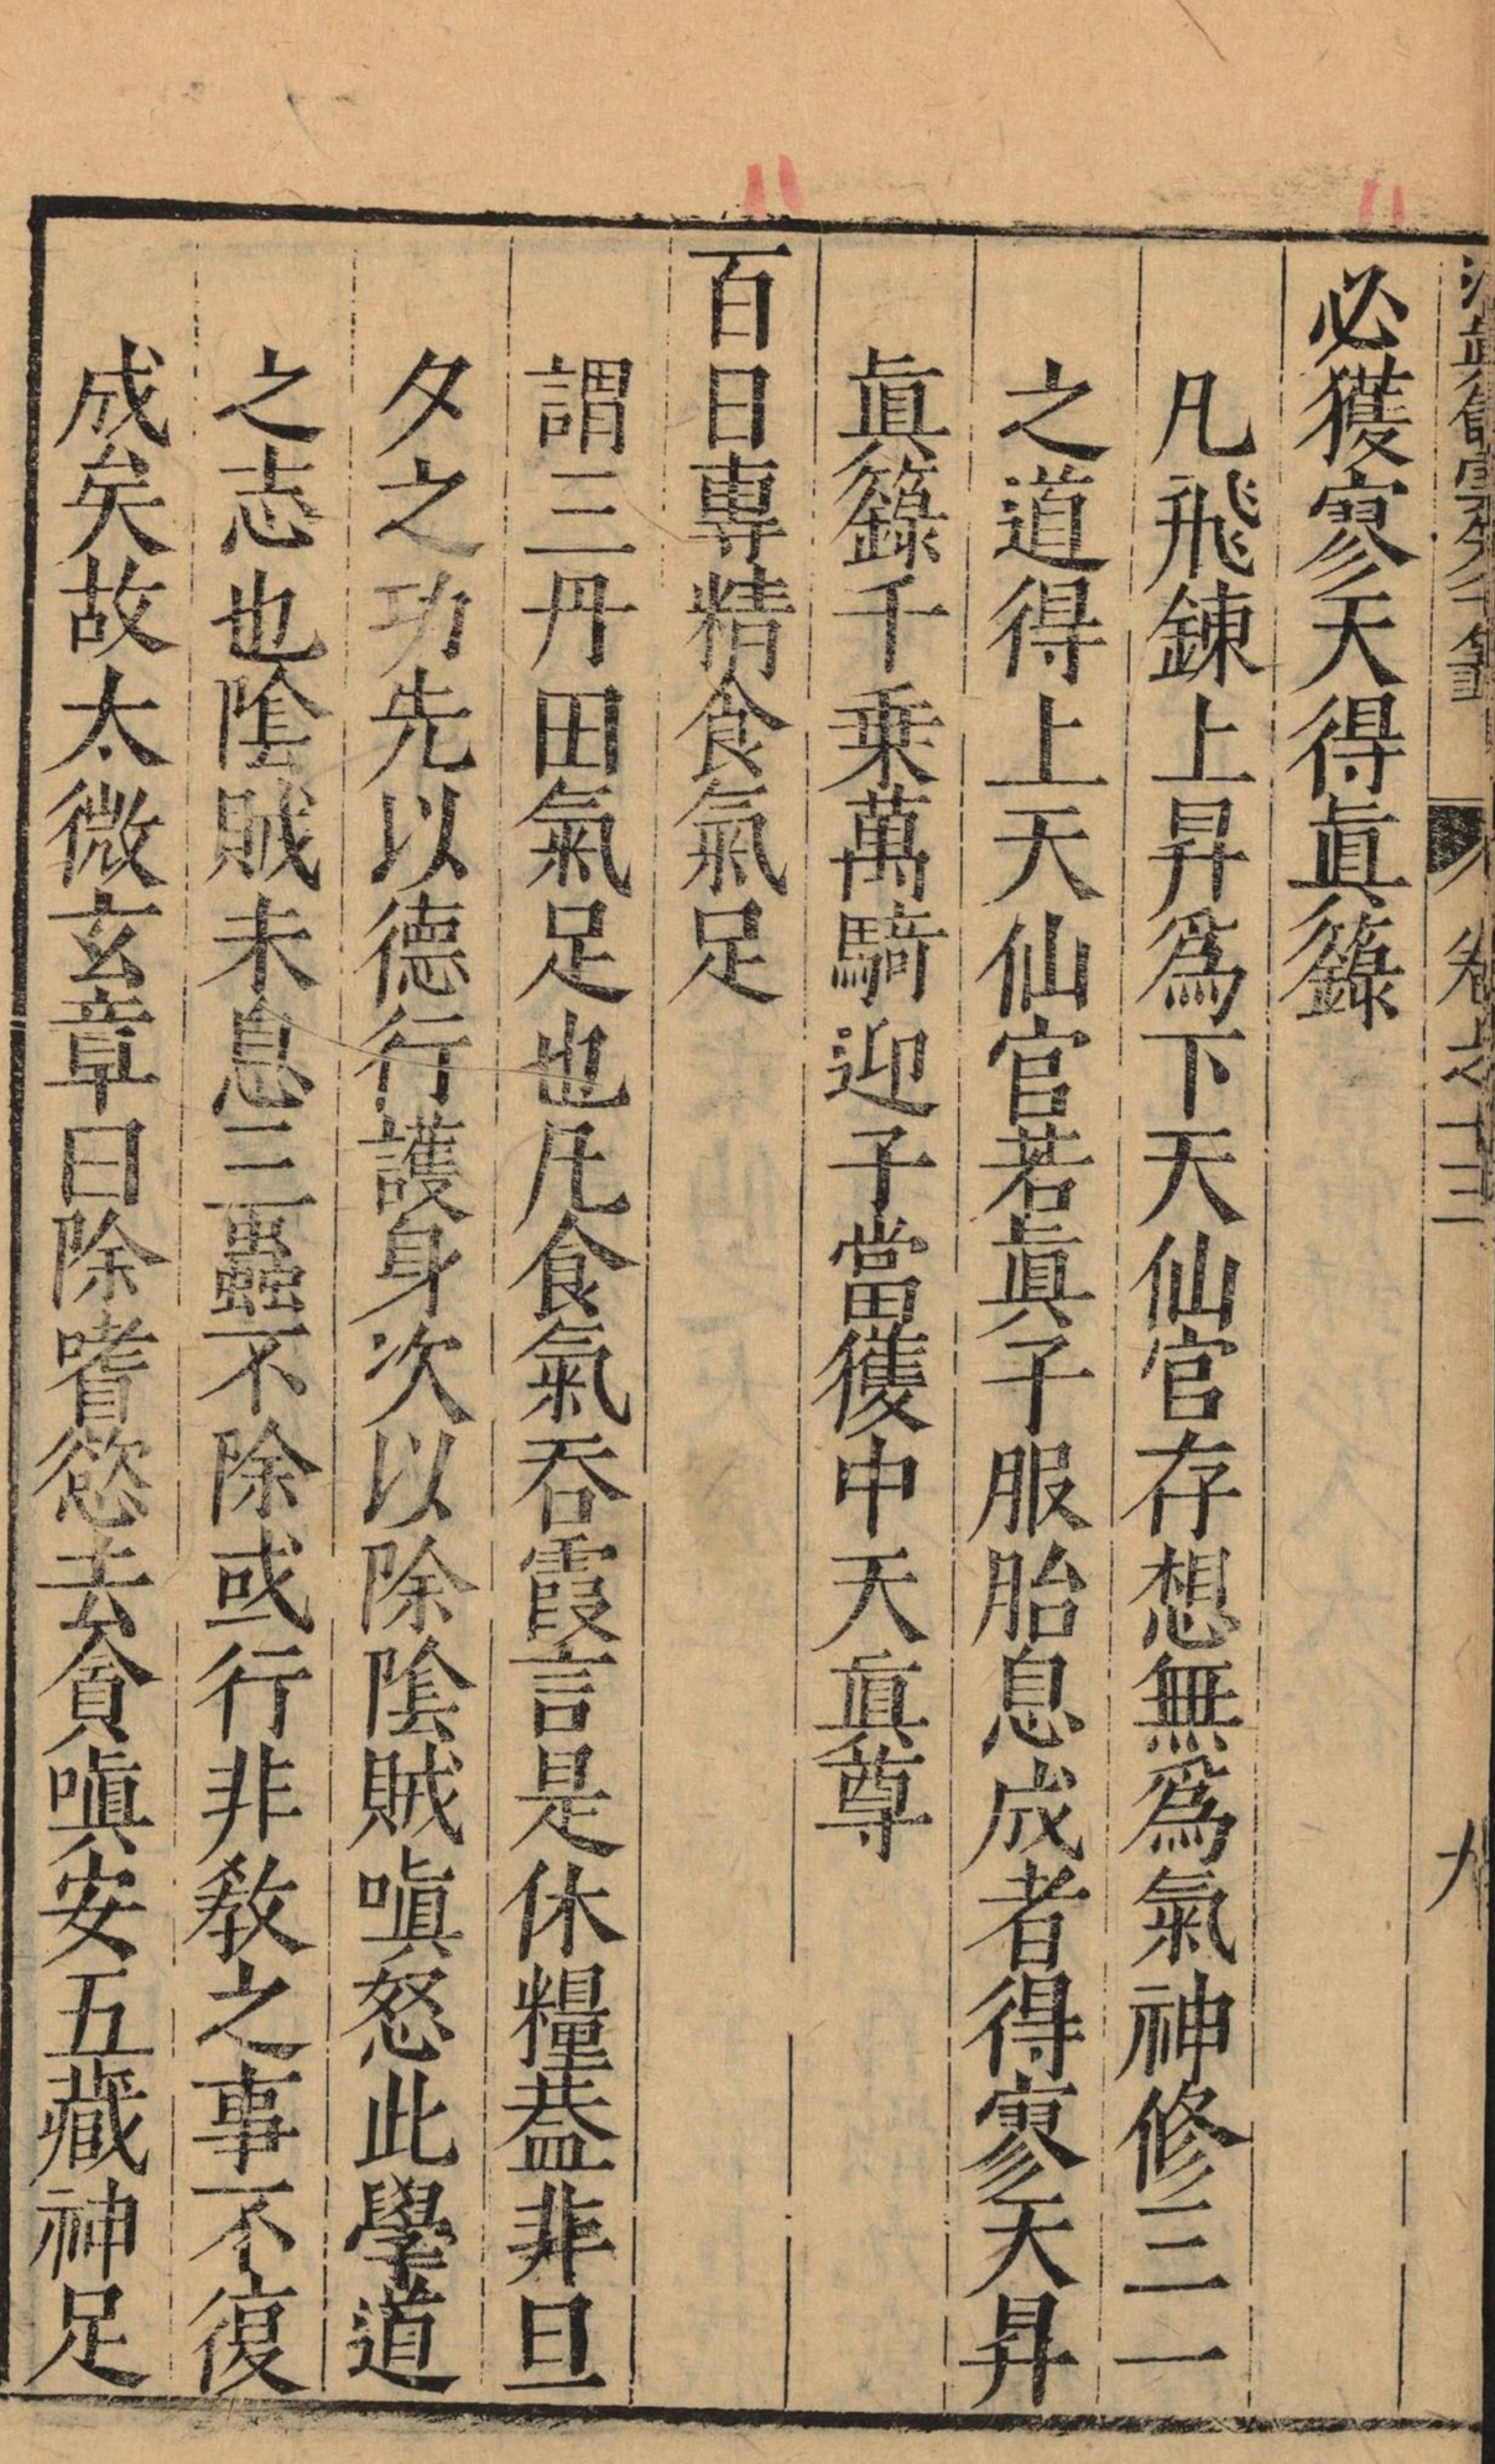 卷之十三
九
必獲寥天得眞籙
凡飛鍊上昇爲下天仙官存想無爲氣神修三一
之道得上天仙官若眞子服胎息成者得寥天昇
眞籙千乗萬騎迎子當獲中天眞尊
百日專精食氣足
謂三丹田氣足也凡食氣吞霞言是休糧葢非旦
夕之功先以德行護身次以除陰賊嗔怒此學道
之志也陰賊未息三蟲不除或行非教之事不復
成矣故太微玄章曰除嗜慾去貪嗔安五藏神足